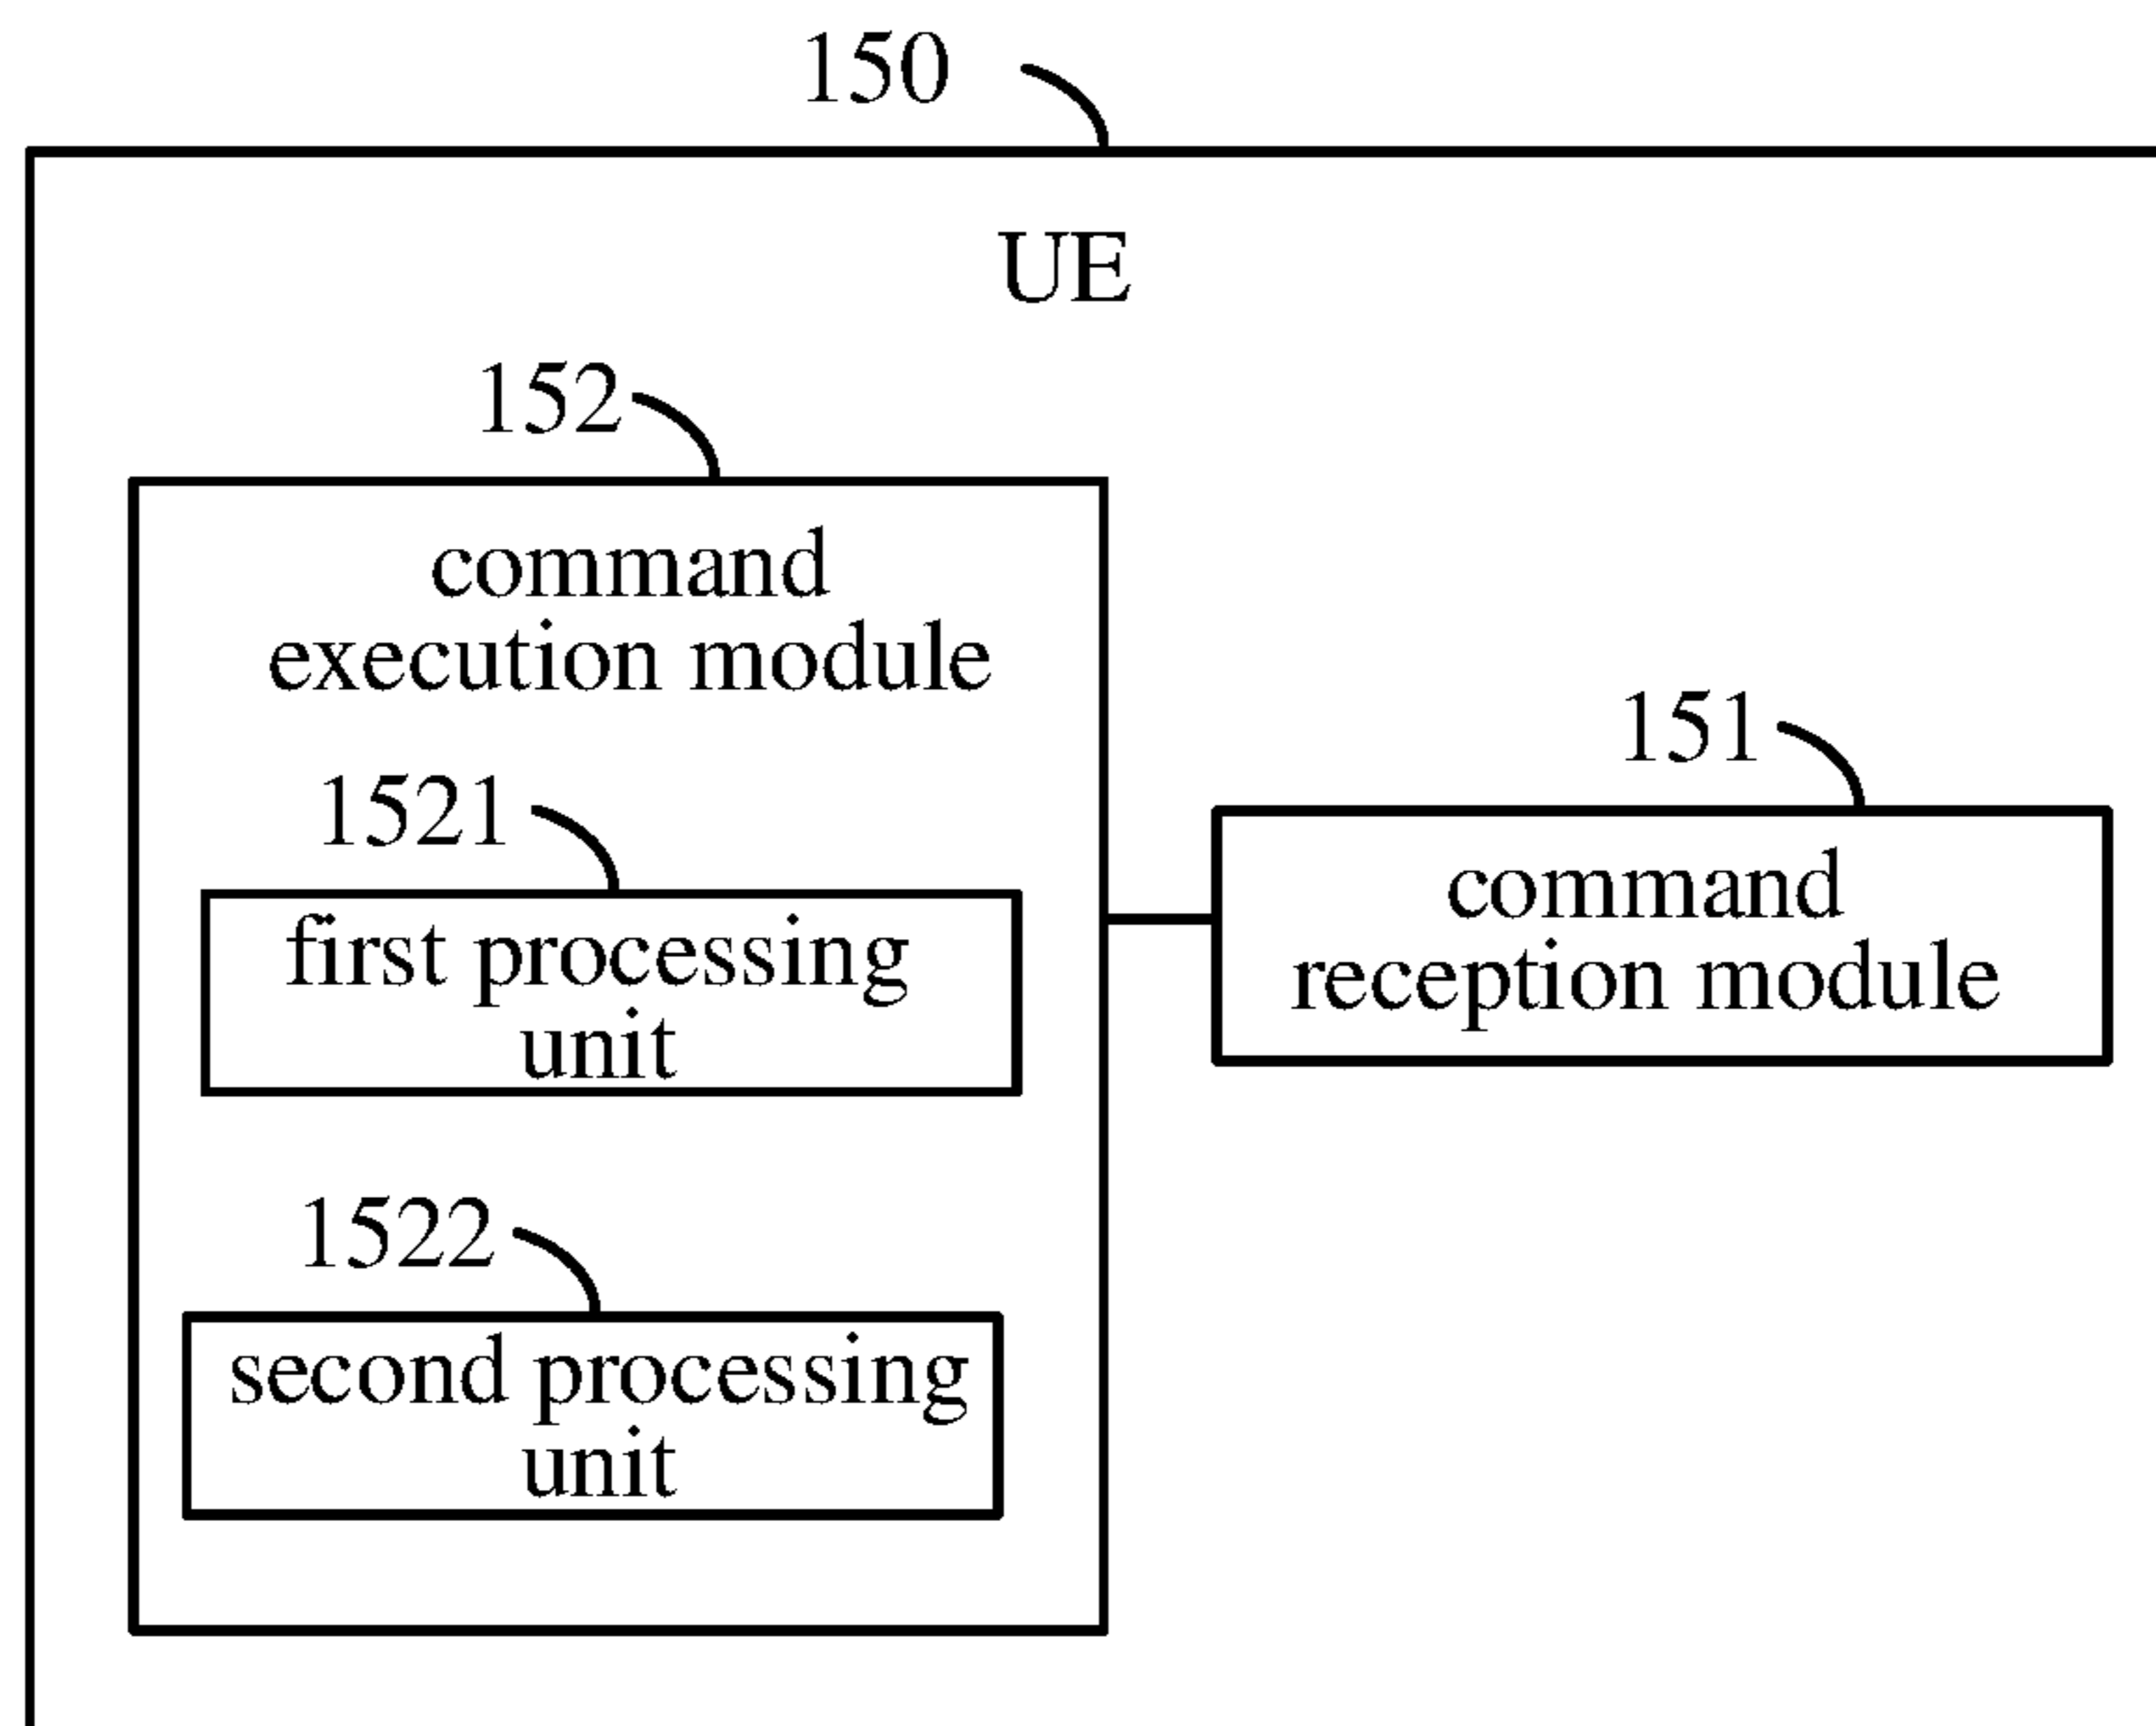 150
UE
152
command
execution module
1521
first processing
unit
1522
second processing
unit
151
command
reception module